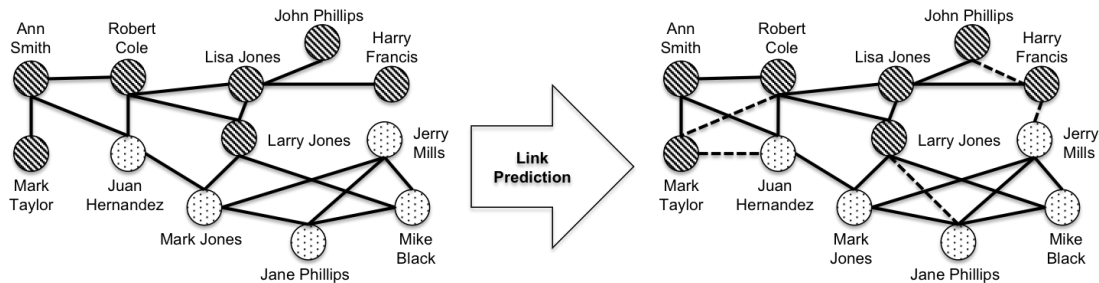 Ann
Smith
Robert
Cole
Lisa Jones
John Phillips
Harry
Francis
Larry Jones
Jerry
Mills
Mark
Taylor
Juan
Hernandez
Mark Jones
Jane Phillips
Mike
Black
Link
Prediction
Ann
Smith
Robert
Cole
Lisa Jones
John Phillips
Harry
Francis
Larry Jones
Jerry
Mills
Mark
Taylor
Juan
Hernandez
Mark
Jones
Jane Phillips
Mike
Black